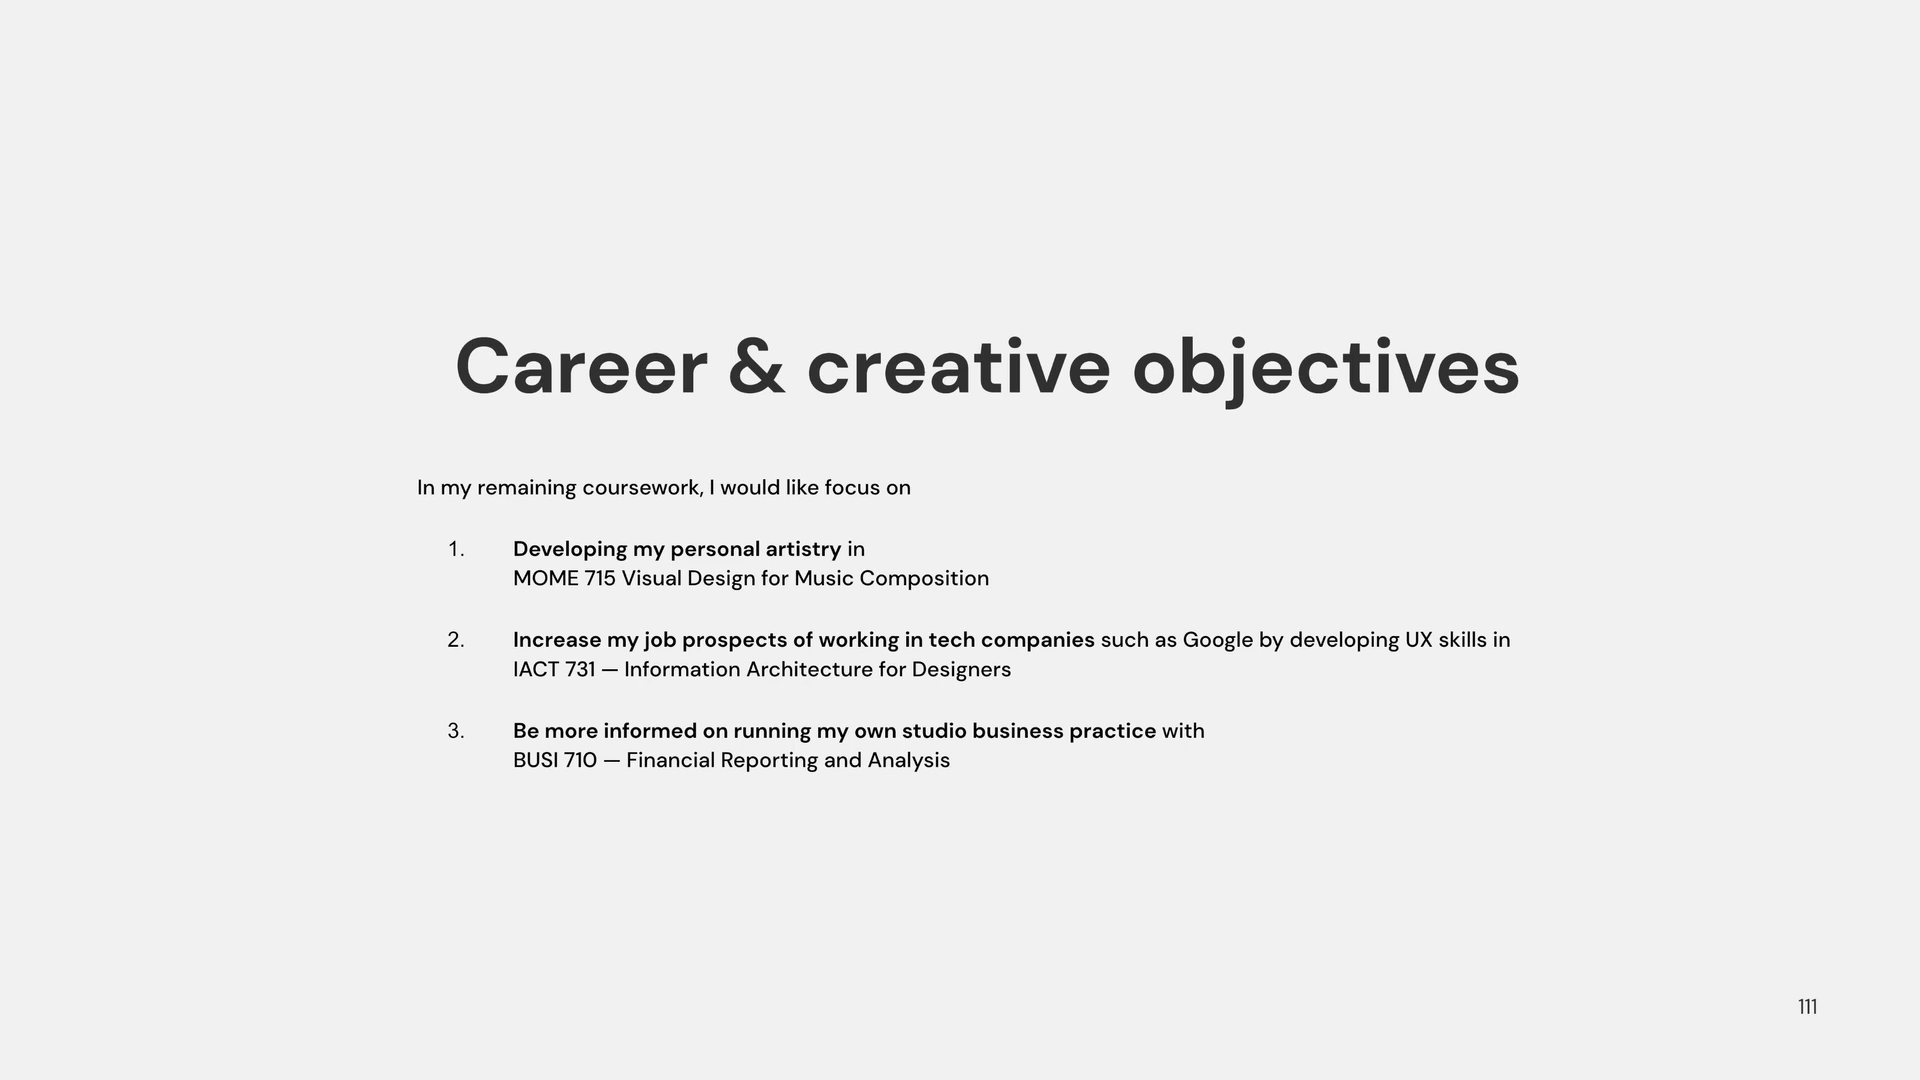 Career & creative objectives
In my remaining coursework, I would like focus on
1. Developing my personal artistry in
MOME 715 Visual Design for Music Composition
2. Increase my job prospects of working in tech companies such as Google by developing UX skills in
IACT 731 — Information Architecture for Designers
3. Be more informed on running my own studio business practice with
BUSI 710 — Financial Reporting and Analysis
111